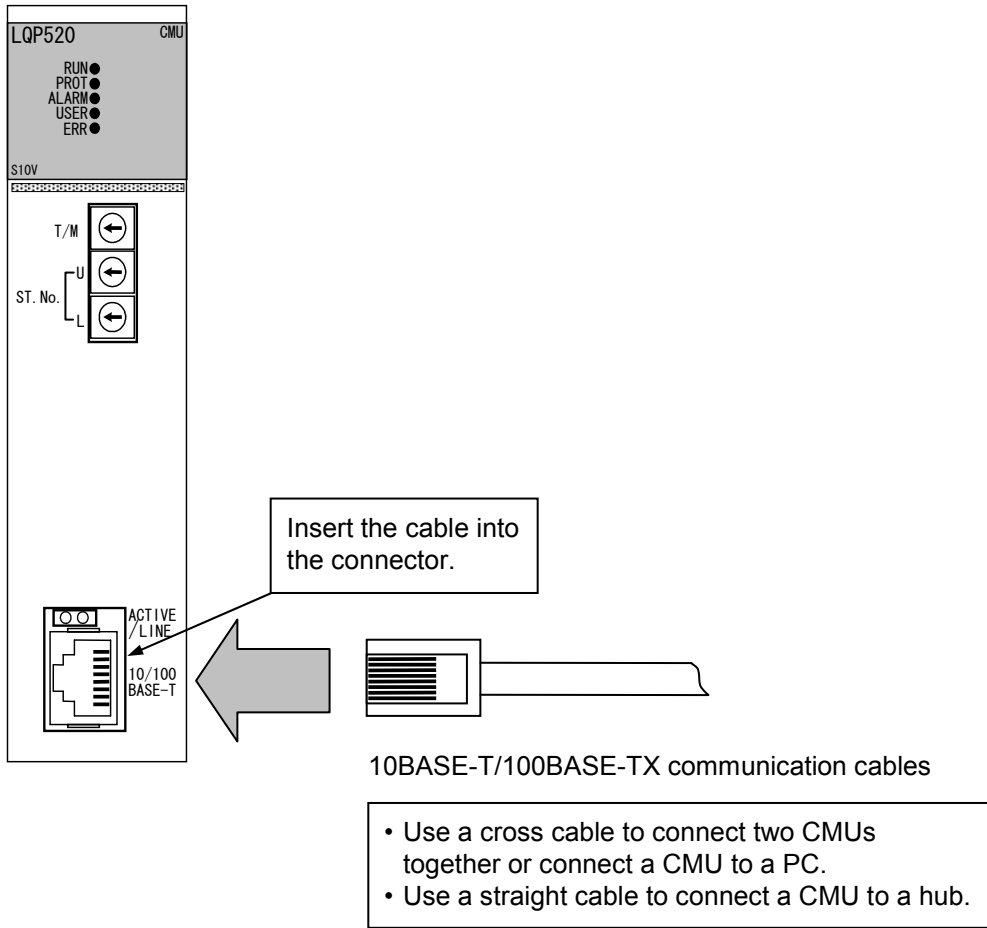 LQP520 CMU
RUN
PROT
ALARM
USER
ERR
S10V
T/M
U
ST. No.
L
Insert the cable into
the connector.
ACTIVE
/LINE
10/100
BASE-T
10BASE-T/100BASE-TX communication cables
• Use a cross cable to connect two CMUs
together or connect a CMU to a PC.
• Use a straight cable to connect a CMU to a hub.